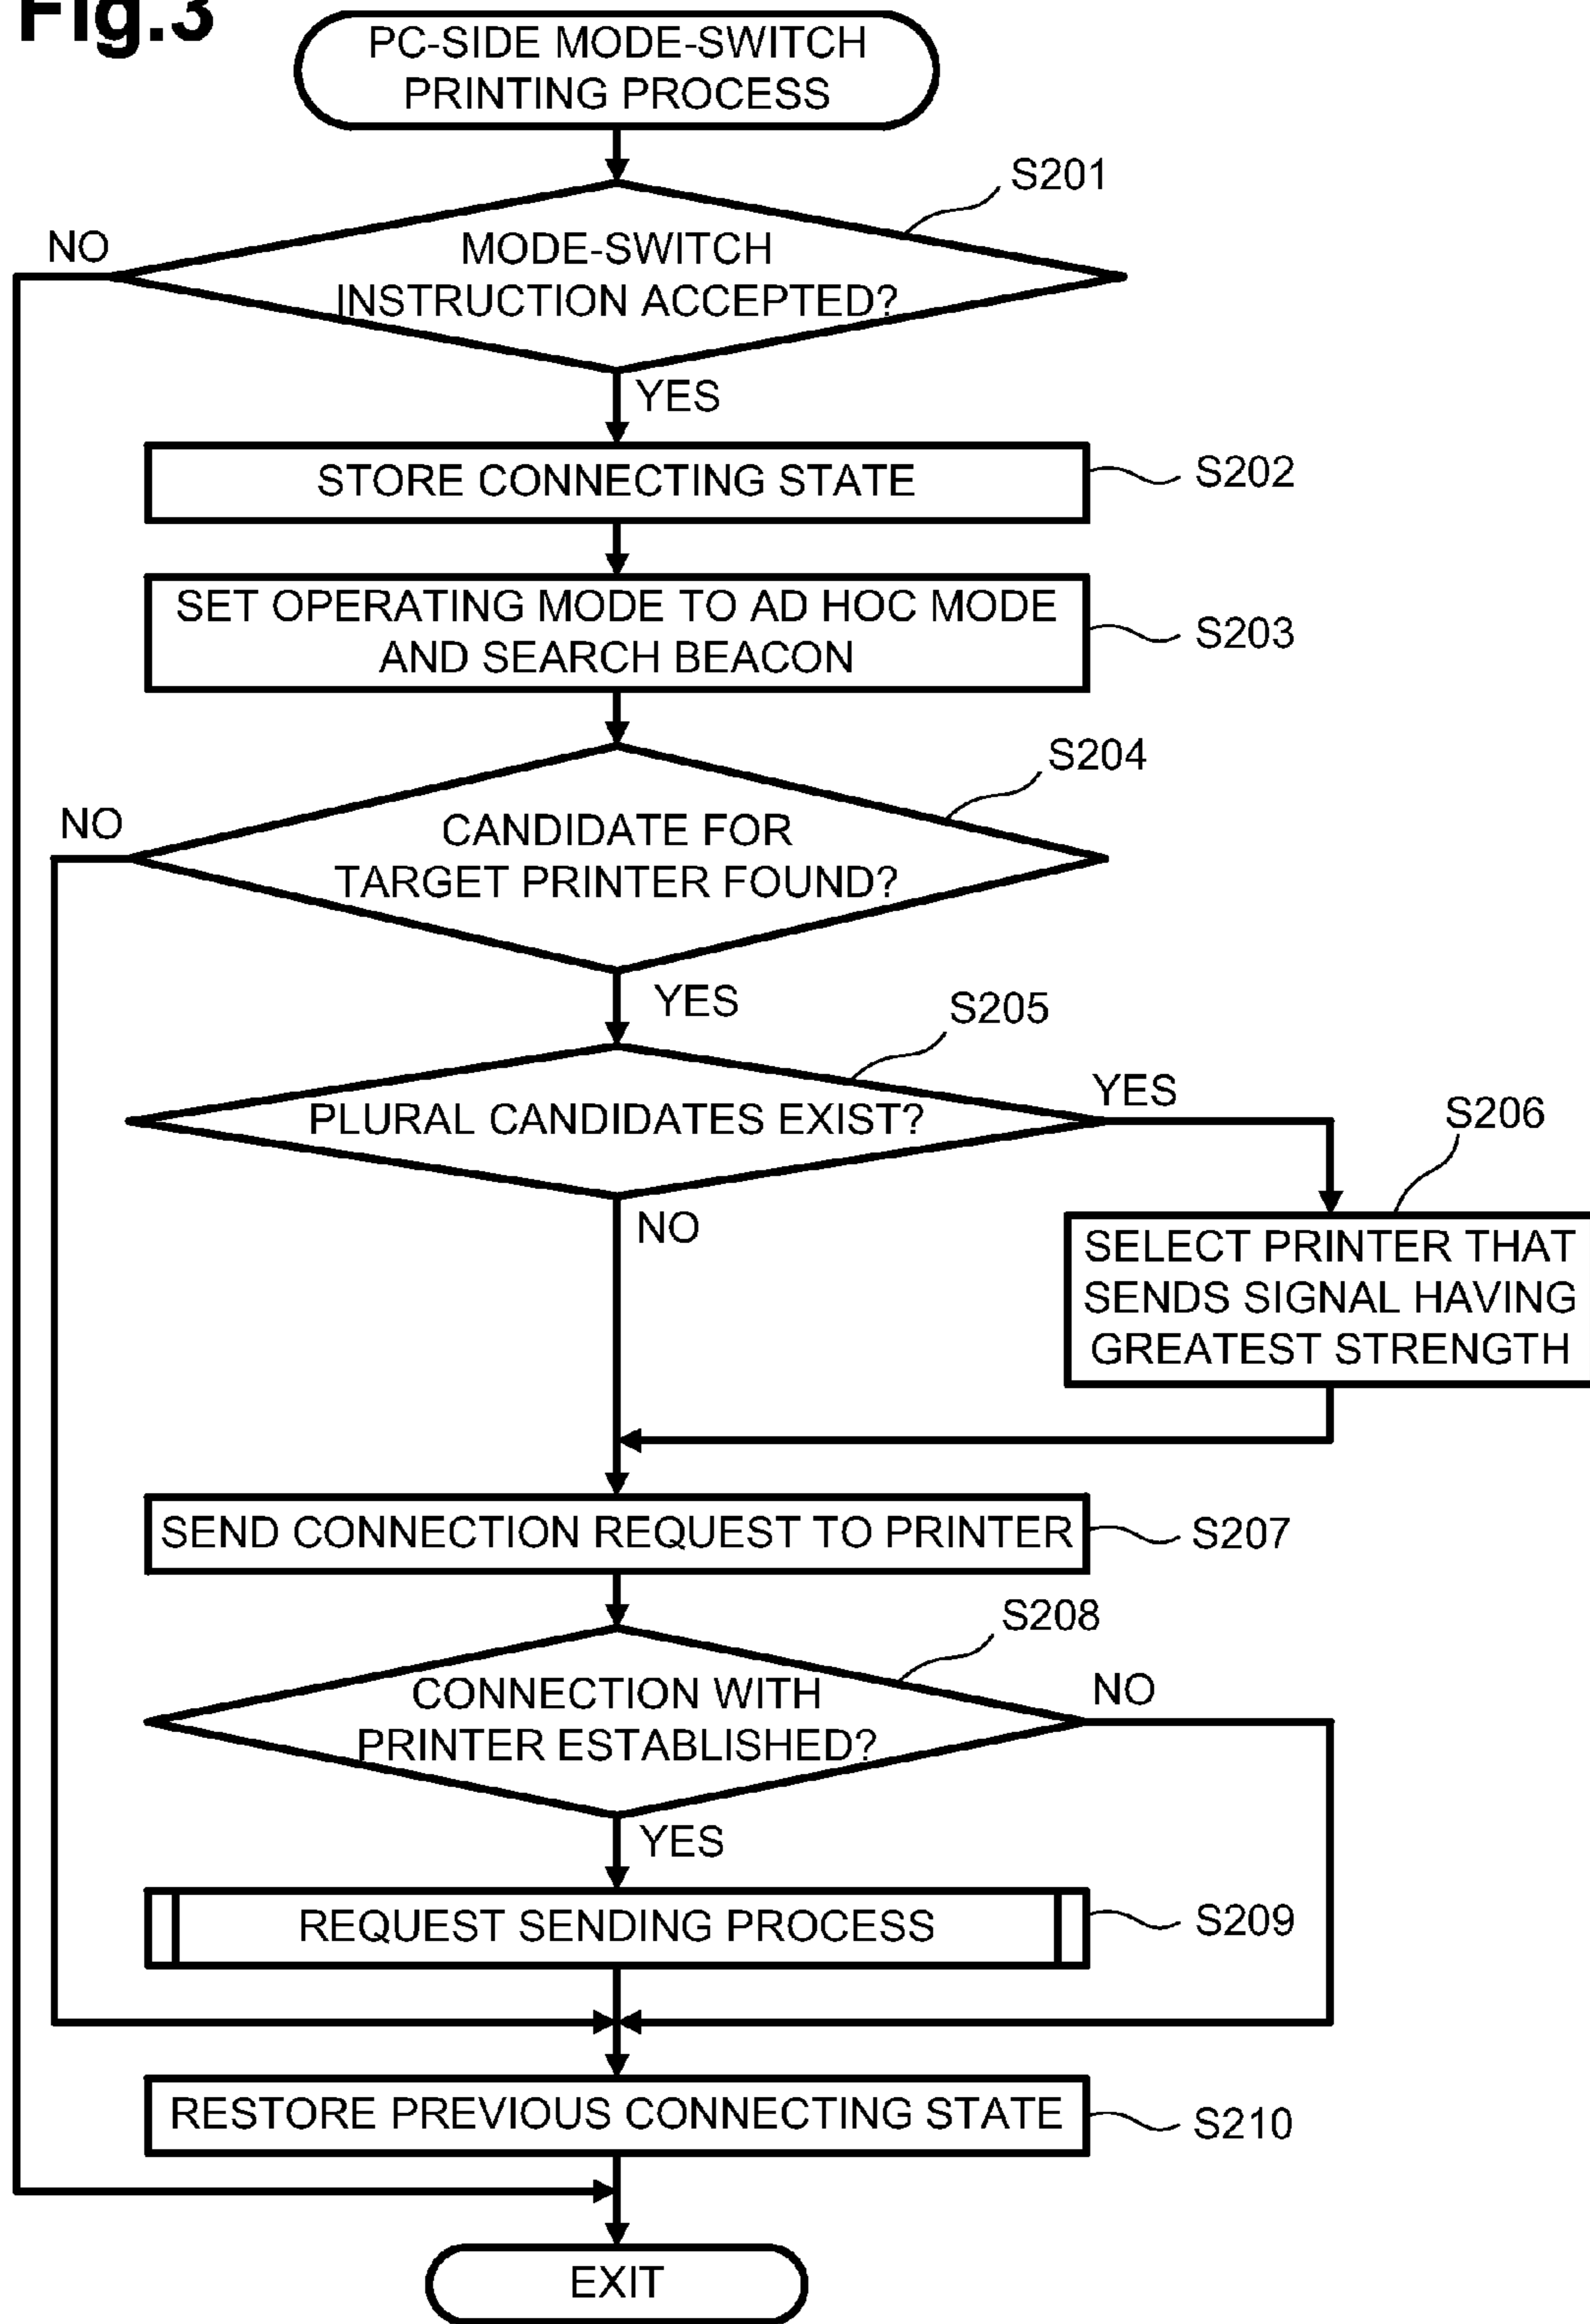 Fig.3
PC-SIDE MODE-SWITCH
PRINTING PROCESS
S201
NO
MODE-SWITCH
INSTRUCTION ACCEPTED?
YES
STORE CONNECTING STATE
S202
SET OPERATING MODE TO AD HOC MODE
AND SEARCH BEACON
S203
S204
NO
CANDIDATE FOR
TARGET PRINTER FOUND?
YES
S205
PLURAL CANDIDATES EXIST?
YES
S206
NO
SELECT PRINTER THAT
SENDS SIGNAL HAVING
GREATEST STRENGTH
SEND CONNECTION REQUEST TO PRINTER
S207
S208
CONNECTION WITH
PRINTER ESTABLISHED?
NO
YES
REQUEST SENDING PROCESS
S209
RESTORE PREVIOUS CONNECTING STATE
S210
EXIT